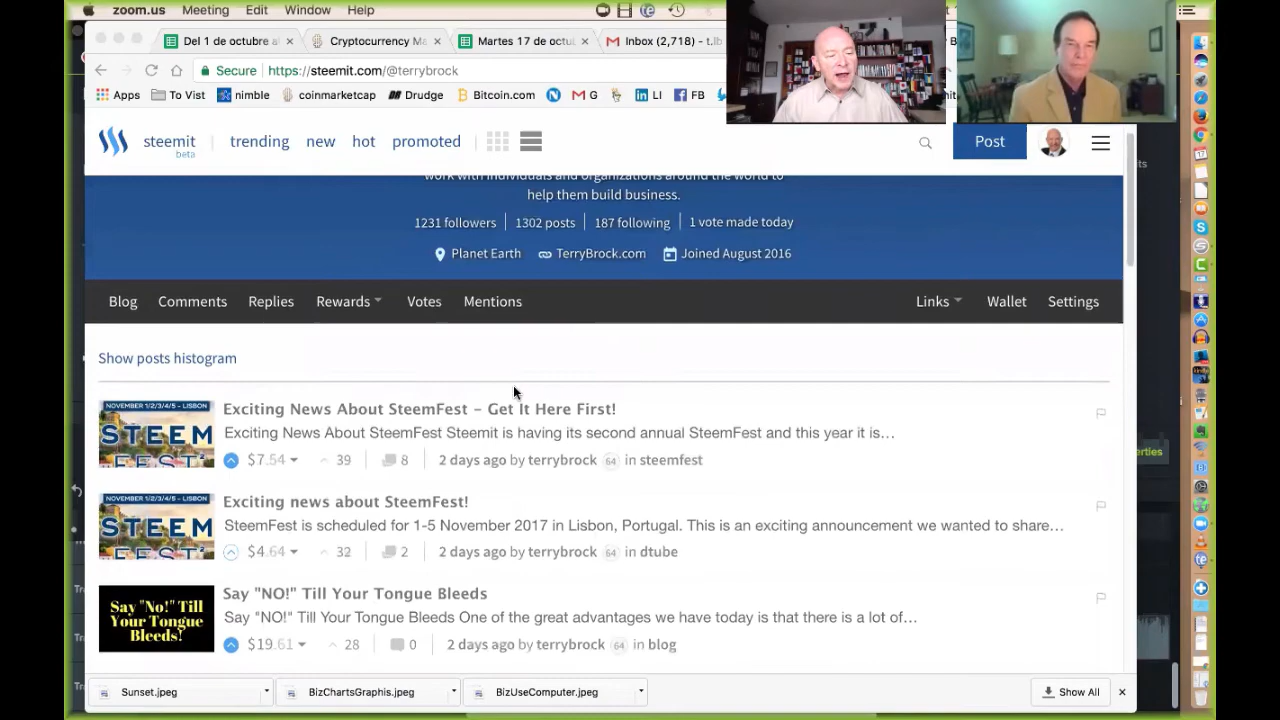 zoom.us Meeting Edit Window Help
Del 1 de octubre a
Cryptocurrency Ma
Martes 17 de octu
Inbox (2,718) - t.lb
Secure https://steemit.com/@terrybrock
Apps To Visi nimble coinmarketcap Drudge Bitcoin.com G LI FB
steemit
beta
trending new hot promoted
Post
work with individuals and organizations around the world to
help them build business.
1231 followers 1302 posts 187 following 1 vote made today
Planet Earth TerryBrock.com Joined August 2016
Blog Comments Replies Rewards Votes Mentions Links Wallet Settings
Show posts histogram
NOVEMBER 1/2/3/4/5 - LISBON
STEEM
FEST²
Exciting News About SteemFest – Get It Here First!
Exciting News About SteemFest Steemit is having its second annual SteemFest and this year it is…
$7.54 39 8 2 days ago by terrybrock 64 in steemfest
NOVEMBER 1/2/3/4/5 - LISBON
STEEM
FEST²
Exciting news about SteemFest!
SteemFest is scheduled for 1-5 November 2017 in Lisbon, Portugal. This is an exciting announcement we wanted to share…
$4.64 32 2 2 days ago by terrybrock 64 in dtube
Say "No!" Till
Your Tongue
Bleeds!
Say "NO!" Till Your Tongue Bleeds
Say "NO!" Till Your Tongue Bleeds One of the great advantages we have today is that there is a lot of…
$19.61 28 0 2 days ago by terrybrock 64 in blog
erties
Sunset.jpeg BizChartsGraphis.jpeg BizUseComputer.jpeg Show All